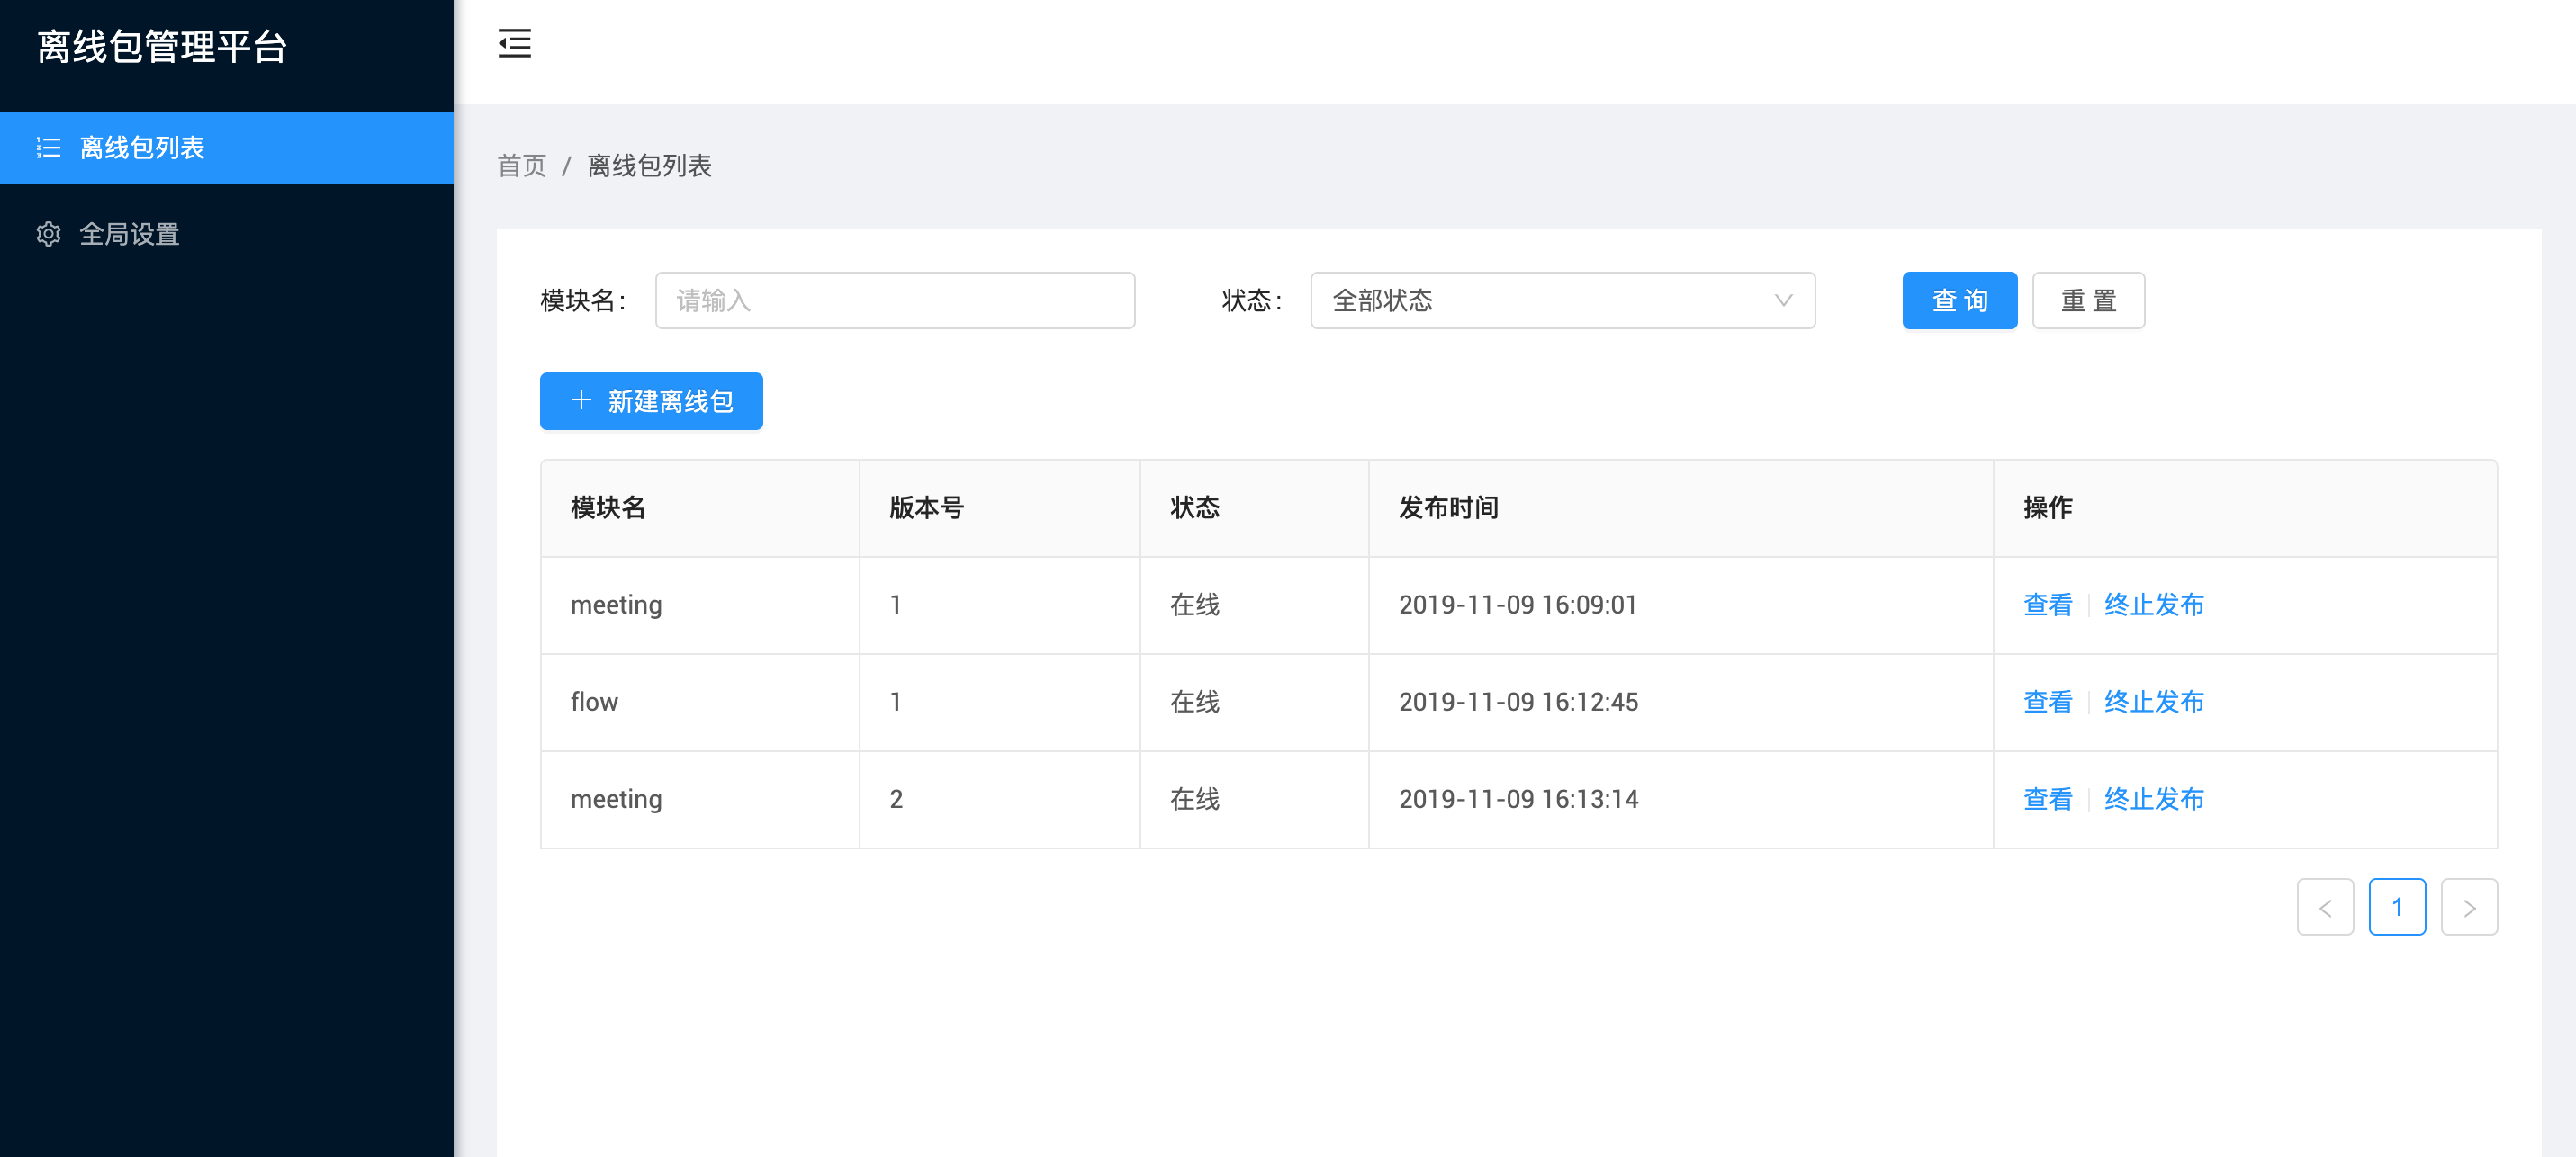 离线包管理平台
离线包列表
全局设置
首页 / 离线包列表
模块名: 请输入 状态: 全部状态 查 询 重 置
新建离线包
模块名 版本号 状态 发布时间 操作
meeting 1 在线 2019-11-09 16:09:01 查看 终止发布
flow 1 在线 2019-11-09 16:12:45 查看 终止发布
meeting 2 在线 2019-11-09 16:13:14 查看 终止发布
1